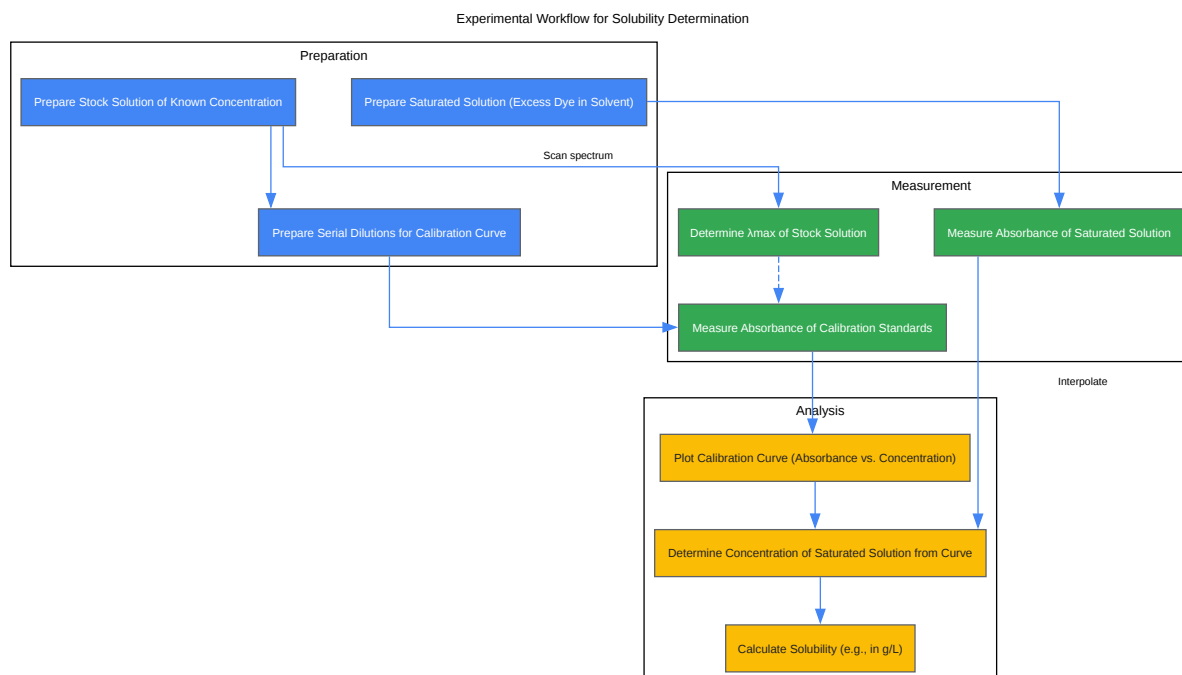 Experimental Workflow for Solubility Determination
Preparation
Prepare Stock Solution of Known Concentration
Prepare Saturated Solution (Excess Dye in Solvent)
Scan spectrum
Prepare Serial Dilutions for Calibration Curve
Measurement
Determine λmax of Stock Solution
Measure Absorbance of Saturated Solution
Measure Absorbance of Calibration Standards
Interpolate
Analysis
Plot Calibration Curve (Absorbance vs. Concentration)
Determine Concentration of Saturated Solution from Curve
Calculate Solubility (e.g., in g/L)